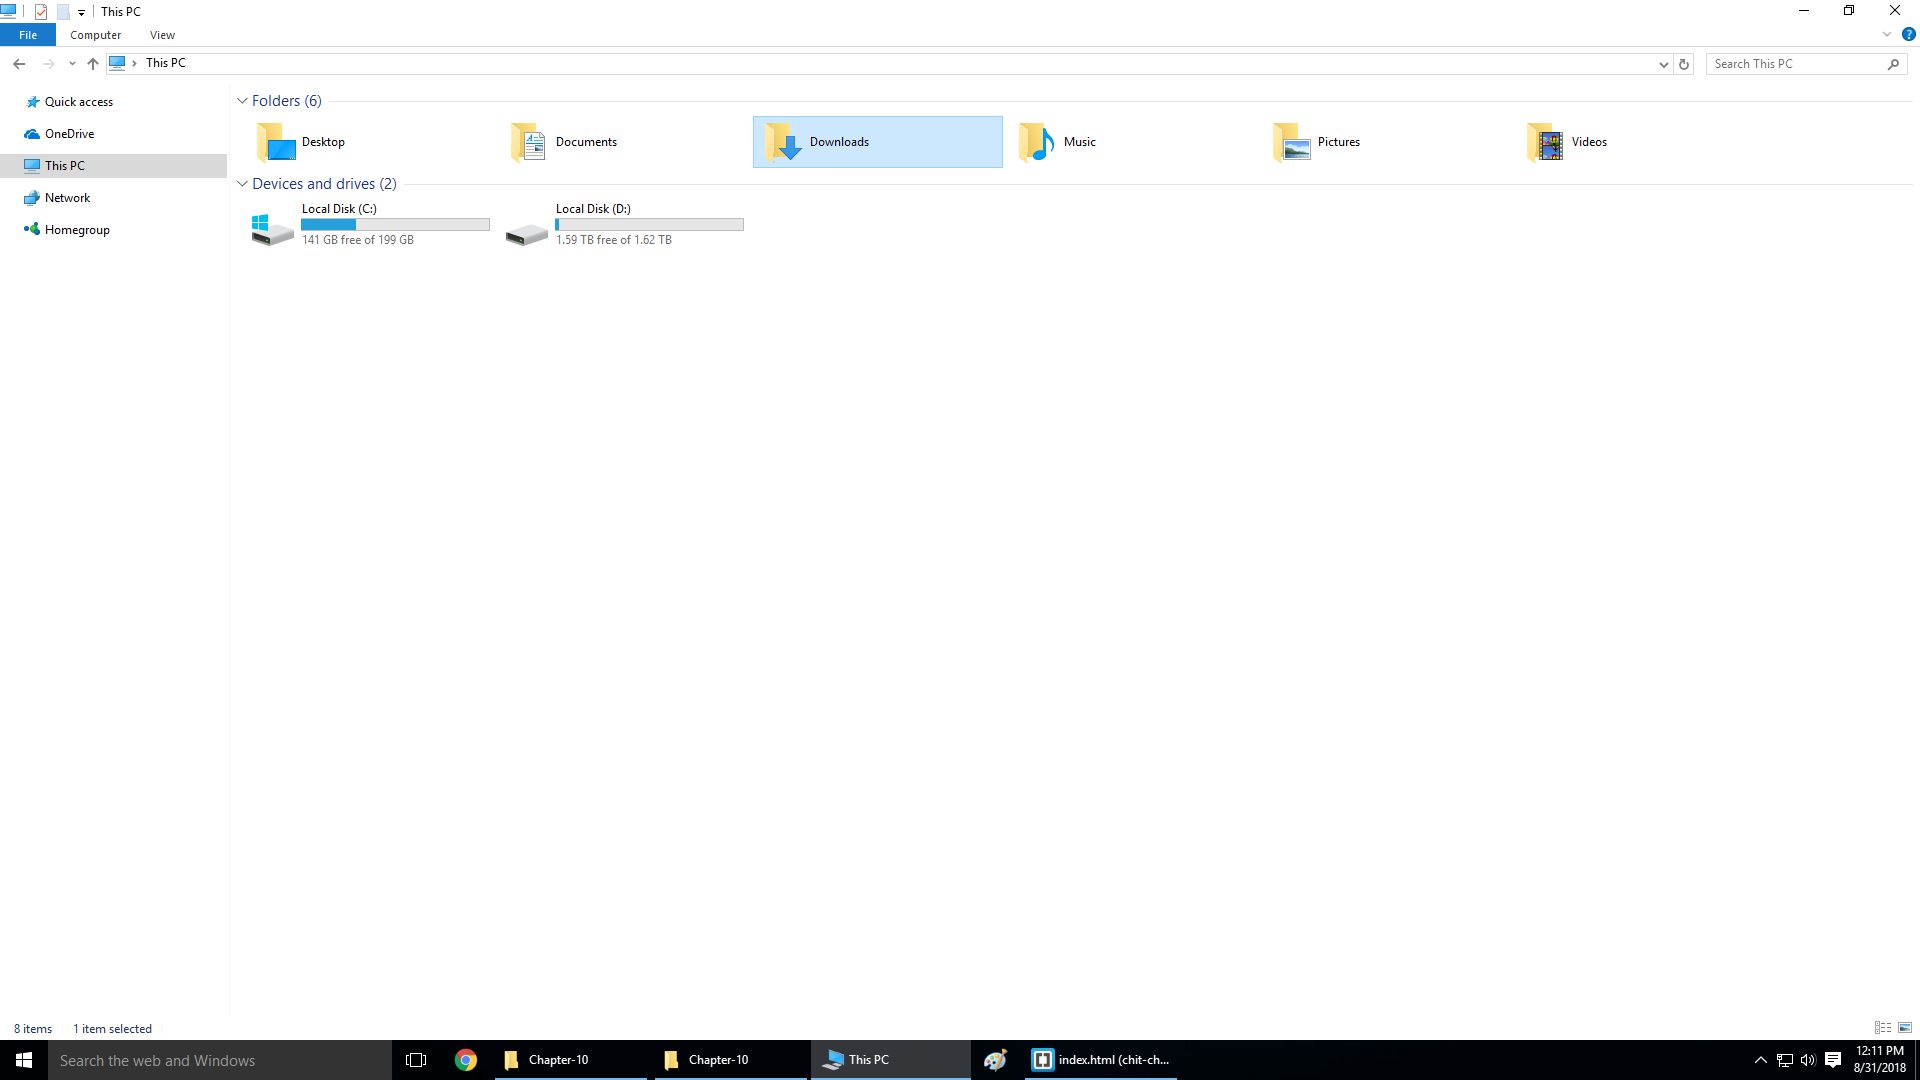 This PC
File Computer View
This PC
Search This PC
Quick access
OneDrive
This PC
Network
Homegroup
Folders (6)
Desktop
Documents
Downloads
Music
Pictures
Videos
Devices and drives (2)
Local Disk (C:)
141 GB free of 199 GB
Local Disk (D:)
1.59 TB free of 1.62 TB
8 items 1 item selected
Search the web and Windows
Chapter-10
Chapter-10
This PC
index.html (chit-ch...
12:11 PM
8/31/2018